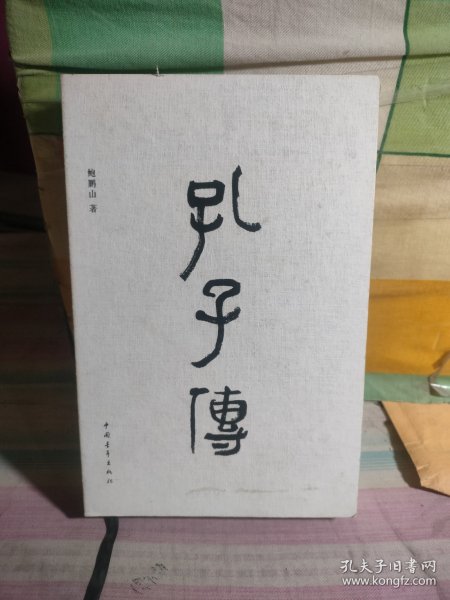 孔子傳
鲍鹏山 著
中国青年出版社
孔夫子旧书网
www.kongfz.com